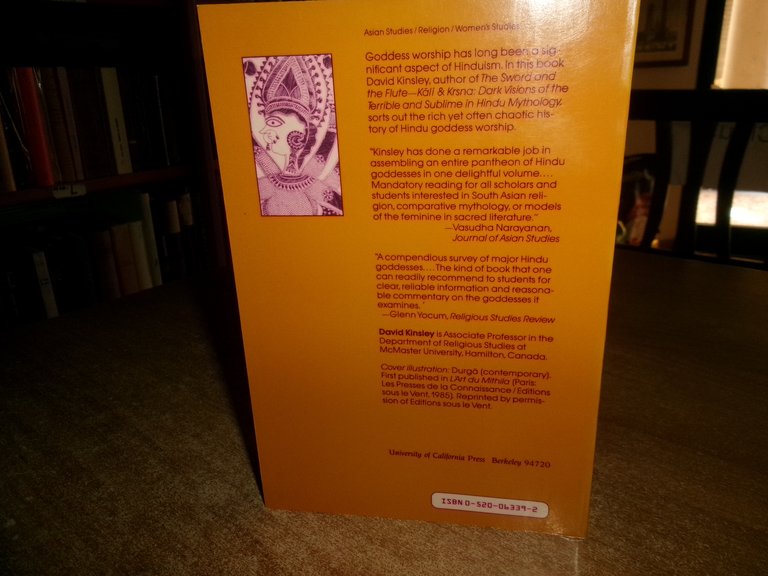 Asian Studies/Religion/Women's Studies
Goddess worship has long been a sig-
nificant aspect of Hinduism. In this book
David Kinsley, author of The Sword and
the Flute—Kālī & Krsna: Dark Visions of the
Terrible and Sublime in Hindu Mythology,
sorts out the rich yet often chaotic his-
tory of Hindu goddess worship.
"Kinsley has done a remarkable job in
assembling an entire pantheon of Hindu
goddesses in one delightful volume....
Mandatory reading for all scholars and
students interested in South Asian reli-
gion, comparative mythology, or models
of the feminine in sacred literature."
—Vasudha Narayanan,
Journal of Asian Studies
"A compendious survey of major Hindu
goddesses....The kind of book that one
can readily recommend to students for
clear, reliable information and reasona-
ble commentary on the goddesses it
examines."
—Glenn Yocum, Religious Studies Review
David Kinsley is Associate Professor in the
Department of Religious Studies at
McMaster University, Hamilton, Canada.
Cover illustration: Durgā (contemporary).
First published in L'Art du Mithila (Paris:
Les Presses de la Connaissance/Editions
sous le Vent, 1985). Reprinted by permis-
sion of Editions sous le Vent.
University of California Press Berkeley 94720
ISBN 0-520-06339-2